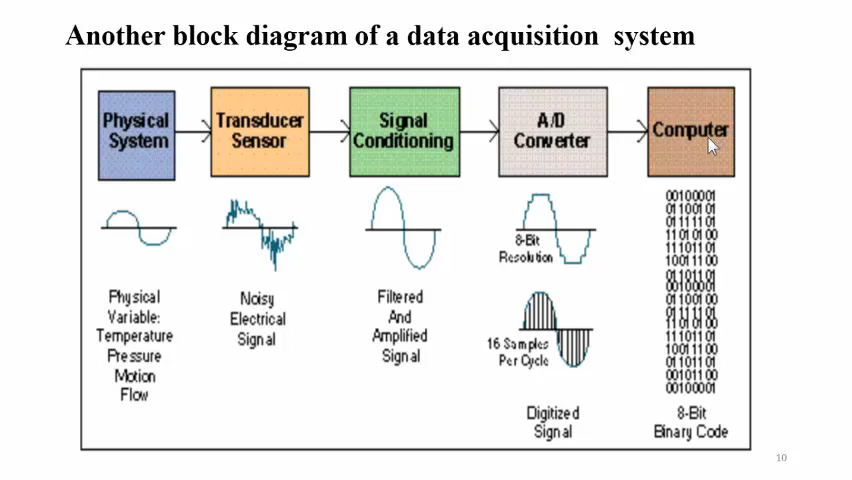 Another block diagram of a data acquisition system
Physical
System
Transducer
Sensor
Signal
Conditioning
A/D
Converter
Computer
Physical
Variable:
Temperature
Pressure
Motion
Flow
Noisy
Electrical
Signal
Filtered
And
Amplified
Signal
8-Bit
Resolution
16 Samples
Per Cycle
Digitized
Signal
00100001
01100101
01111101
11010100
11101101
10011100
01101101
00100001
01100100
01111101
11010100
11101101
10011100
01101101
00101100
00100001
8-Bit
Binary Code
10